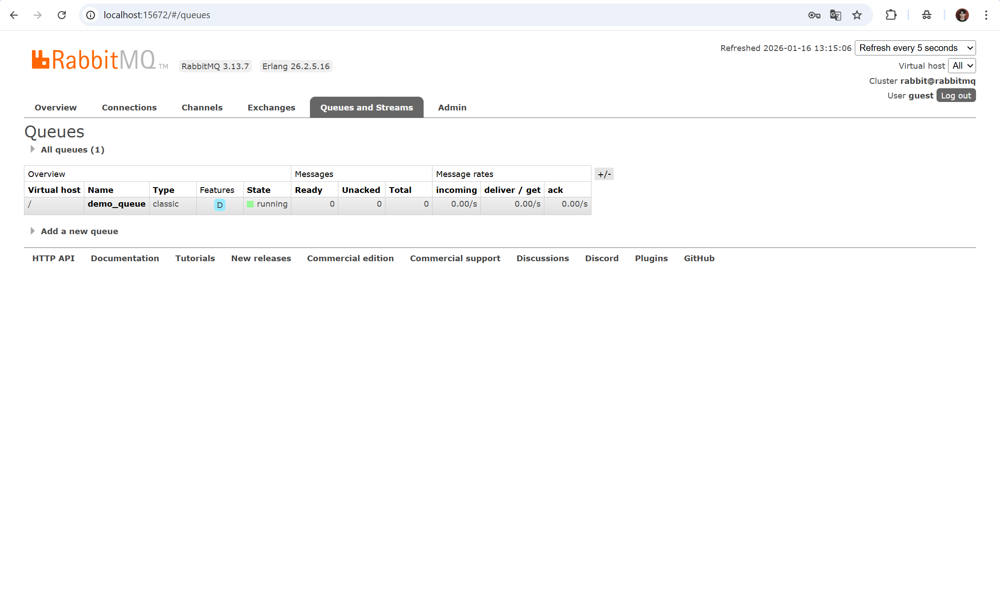 localhost:15672/#/queues
RabbitMQ TM RabbitMQ 3.13.7 Erlang 26.2.5.16
Refreshed 2026-01-16 13:15:06 Refresh every 5 seconds
Virtual host All
Cluster rabbit@rabbitmq
User guest Log out
Overview Connections Channels Exchanges Queues and Streams Admin
Queues
All queues (1)
Overview Messages Message rates +/-
Virtual host Name Type Features State Ready Unacked Total incoming deliver / get ack
/ demo_queue classic D running 0 0 0 0.00/s 0.00/s 0.00/s
Add a new queue
HTTP API Documentation Tutorials New releases Commercial edition Commercial support Discussions Discord Plugins GitHub